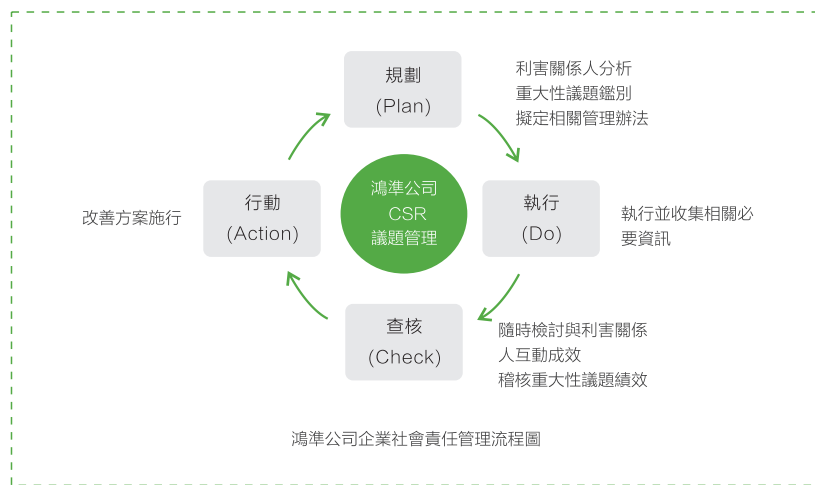 規劃
(Plan)
利害關係人分析
重大性議題鑑別
擬定相關管理辦法
鴻準公司
CSR
議題管理
行動
(Action)
改善方案施行
執行
(Do)
執行並收集相關必
要資訊
查核
(Check)
隨時檢討與利害關係
人互動成效
稽核重大性議題績效
鴻準公司企業社會責任管理流程圖